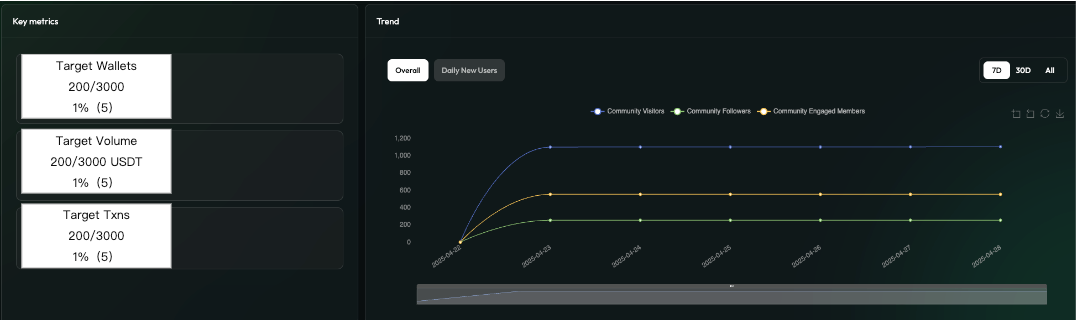 Key metrics
Target Wallets
200/3000
1% (5)
Target Volume
200/3000 USDT
1% (5)
Target Txns
200/3000
1% (5)
Trend
Overall
Daily New Users
7D
30D
All
Community Visitors
Community Followers
Community Engaged Members
1,200
1,000
800
600
400
200
0
2025-04-22
2025-04-23
2025-04-24
2025-04-25
2025-04-26
2025-04-27
2025-04-28